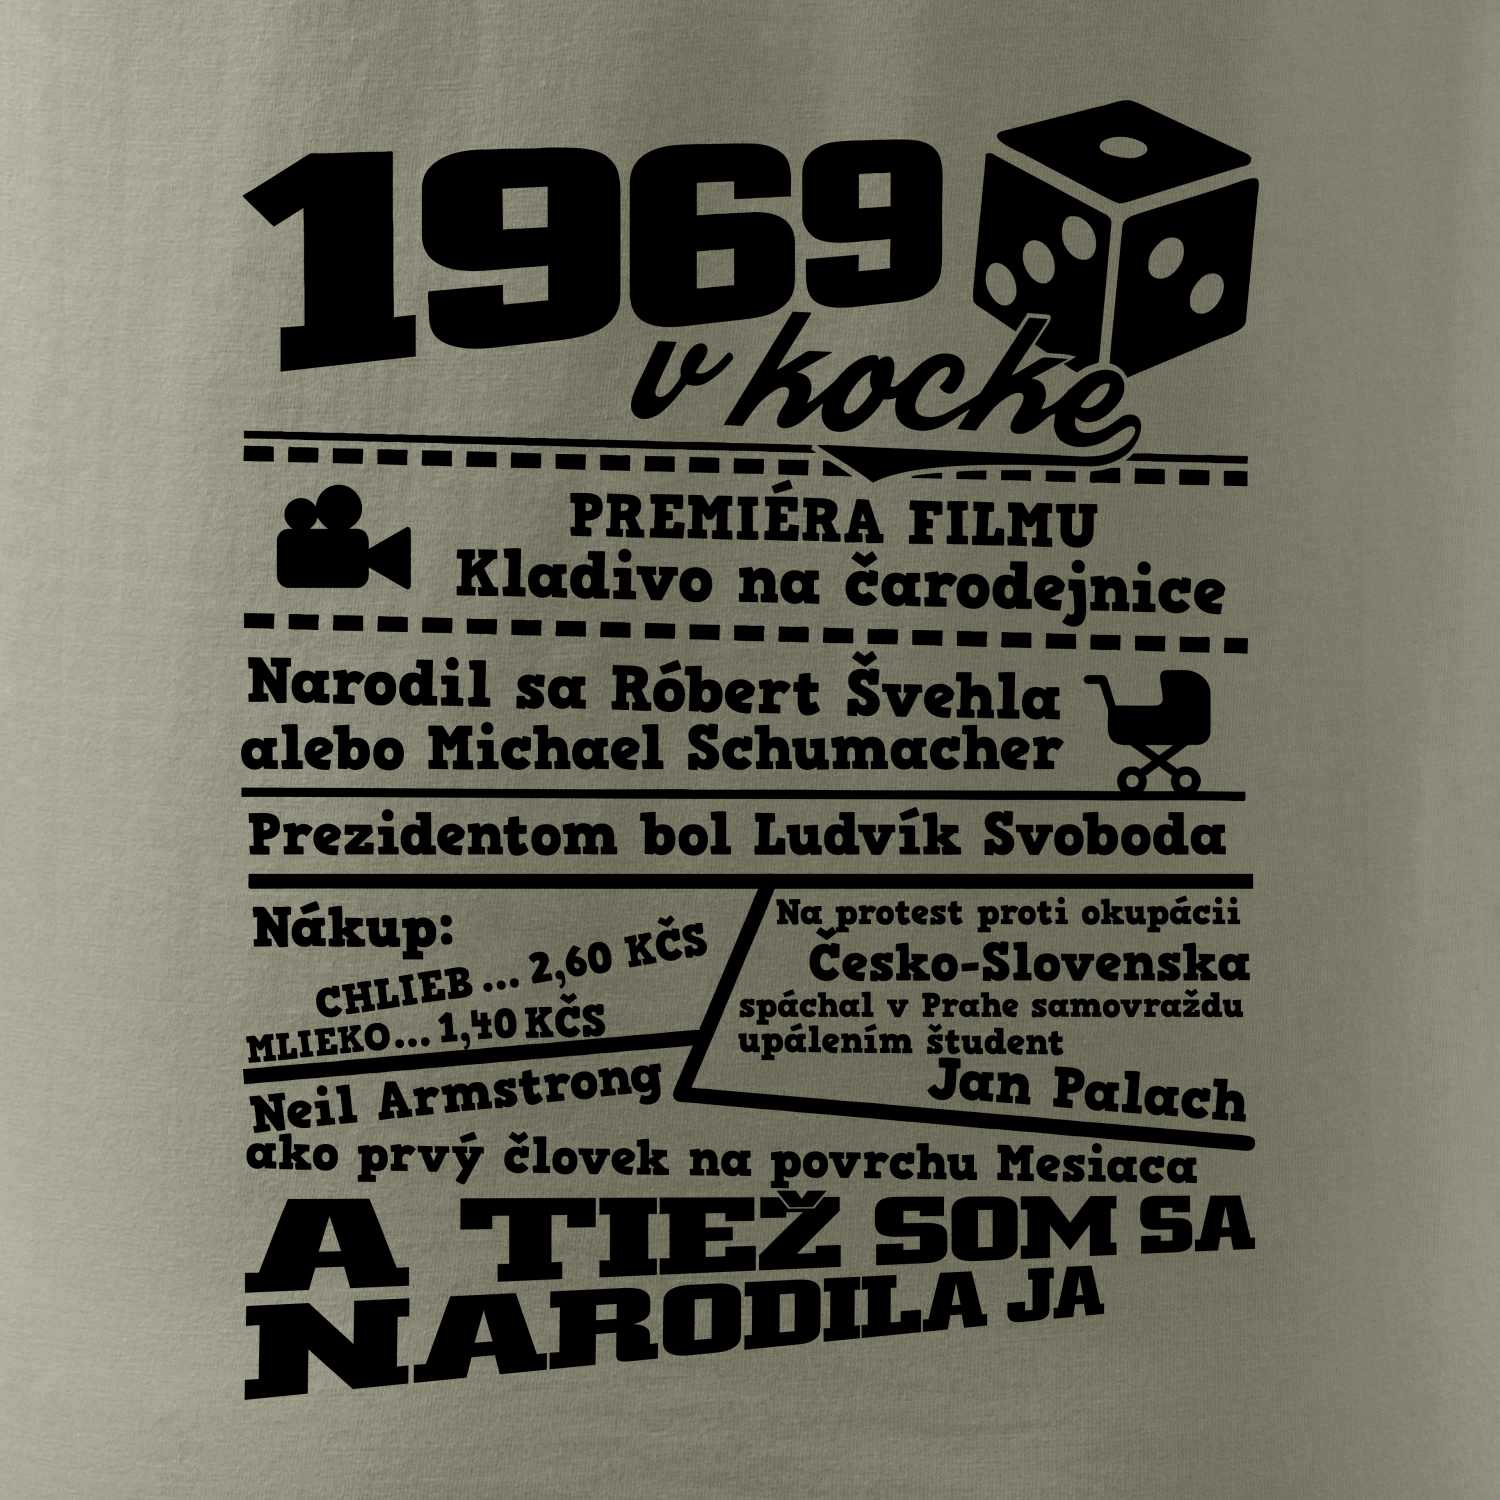 1969
v kocke
PREMIÉRA FILMU
Kladivo na čarodejnice
Narodil sa Róbert Švehla
alebo Michael Schumacher
Prezidentom bol Ludvík Svoboda
Nákup:
CHLIEB ... 2,60 KČS
MLIEKO... 1,40 KČS
Na protest proti okupácii
Česko-Slovenska
spáchal v Prahe samovraždu
upálením študent
Jan Palach
Neil Armstrong
ako prvý človek na povrchu Mesiaca
A TIEŽ SOM SA
NARODILA JA